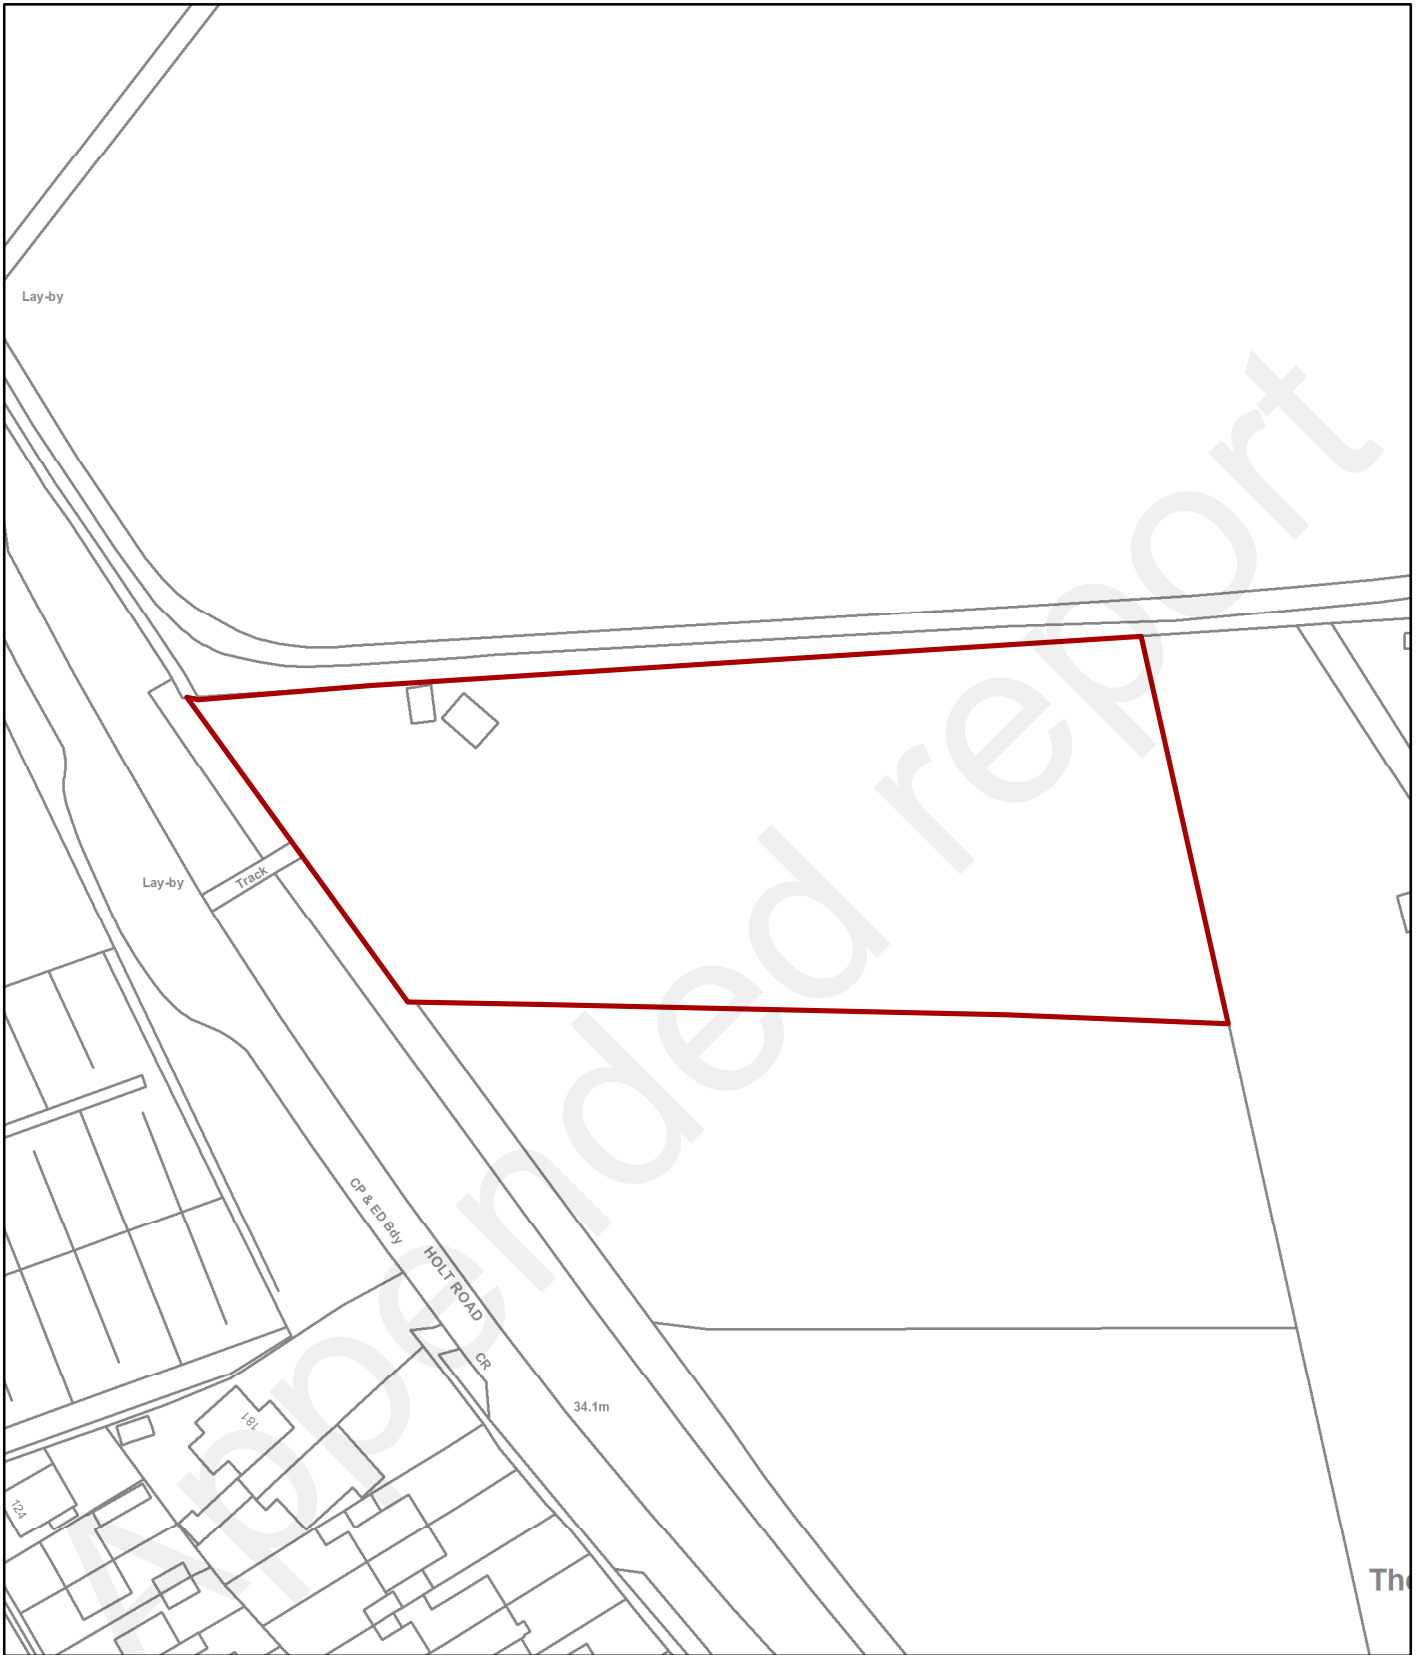 Lay-by
Lay-by
Track
CP & ED Bdy
HOLT ROAD
CR
34.1m
181
124
Appended report